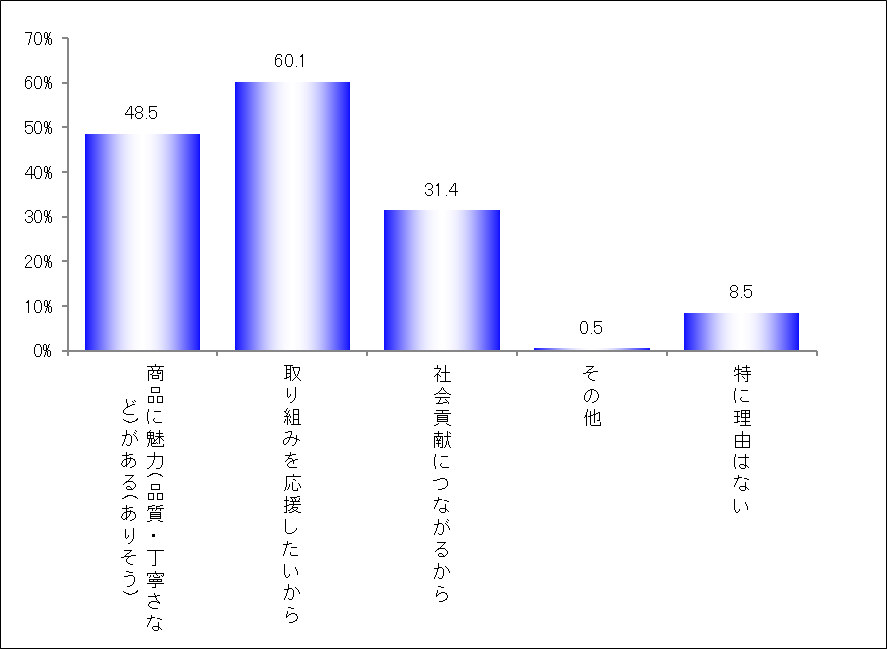 70%
60%
50%
40%
30%
20%
10%
0%
48.5
60.1
31.4
0.5
8.5
商品に魅力(品質・丁寧さな
ど)がある(ありそう)
取り組みを応援したいから
社会貢献につながるから
その他
特に理由はない